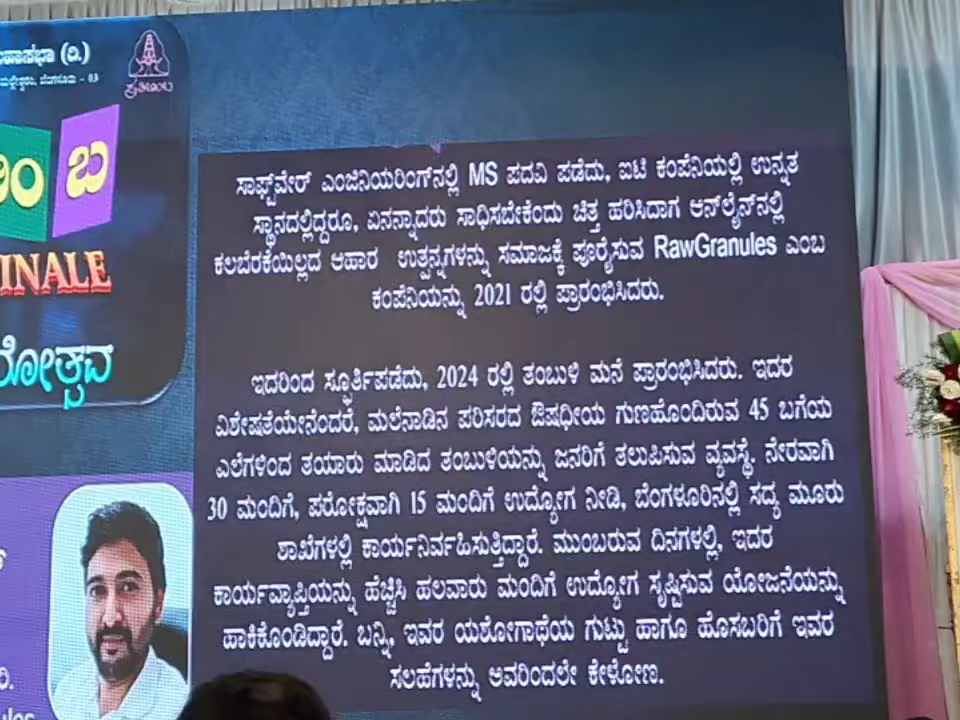 (ರಿ.)
ಪ್ರತಿಬಿಂಬ
ಬ
INALE
ಸಾಫ್ಟ್‌ವೇರ್ ಎಂಜಿನಿಯರಿಂಗ್‌ನಲ್ಲಿ MS ಪದವಿ ಪಡೆದು, ಐಟಿ ಕಂಪೆನಿಯಲ್ಲಿ ಉನ್ನತ
ಸ್ಥಾನದಲ್ಲಿದ್ದರೂ, ಏನನ್ನಾದರು ಸಾಧಿಸಬೇಕೆಂದು ಚಿತ್ತ ಹರಿಸಿದಾಗ ಆನ್‌ಲೈನ್‌ನಲ್ಲಿ
ಕಲಬೆರಕೆಯಿಲ್ಲದ ಆಹಾರ ಉತ್ಪನ್ನಗಳನ್ನು ಸಮಾಜಕ್ಕೆ ಪೂರೈಸುವ RawGranules ಎಂಬ
ಕಂಪೆನಿಯನ್ನು 2021 ರಲ್ಲಿ ಪ್ರಾರಂಭಿಸಿದರು.
ಇದರಿಂದ ಸ್ಫೂರ್ತಿಪಡೆದು, 2024 ರಲ್ಲಿ ತಂಬುಳಿ ಮನೆ ಪ್ರಾರಂಭಿಸಿದರು. ಇದರ
ವಿಶೇಷತೆಯೇನೆಂದರೆ, ಮಲೆನಾಡಿನ ಪರಿಸರದ ಔಷಧೀಯ ಗುಣಹೊಂದಿರುವ 45 ಬಗೆಯ
ಎಲೆಗಳಿಂದ ತಯಾರು ಮಾಡಿದ ತಂಬುಳಿಯನ್ನು ಜನರಿಗೆ ತಲುಪಿಸುವ ವ್ಯವಸ್ಥೆ. ನೇರವಾಗಿ
30 ಮಂದಿಗೆ, ಪರೋಕ್ಷವಾಗಿ 15 ಮಂದಿಗೆ ಉದ್ಯೋಗ ನೀಡಿ, ಬೆಂಗಳೂರಿನಲ್ಲಿ ಸದ್ಯ ಮೂರು
ಶಾಖೆಗಳಲ್ಲಿ ಕಾರ್ಯನಿರ್ವಹಿಸುತ್ತಿದ್ದಾರೆ. ಮುಂಬರುವ ದಿನಗಳಲ್ಲಿ, ಇದರ
ಕಾರ್ಯವ್ಯಾಪ್ತಿಯನ್ನು ಹೆಚ್ಚಿಸಿ ಹಲವಾರು ಮಂದಿಗೆ ಉದ್ಯೋಗ ಸೃಷ್ಟಿಸುವ ಯೋಜನೆಯನ್ನು
ಹಾಕಿಕೊಂಡಿದ್ದಾರೆ. ಬನ್ನಿ, ಇವರ ಯಶೋಗಾಥೆಯ ಗುಟ್ಟು ಹಾಗೂ ಹೊಸಬರಿಗೆ ಇವರ
ಸಲಹೆಗಳನ್ನು ಅವರಿಂದಲೇ ಕೇಳೋಣ.